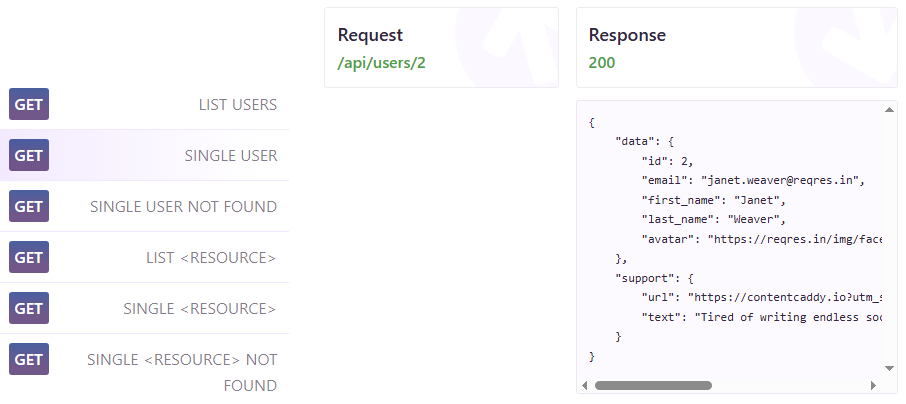 GET LIST USERS
GET SINGLE USER
GET SINGLE USER NOT FOUND
GET LIST <RESOURCE>
GET SINGLE <RESOURCE>
GET SINGLE <RESOURCE> NOT
FOUND
Request
/api/users/2
Response
200
{
    "data": {
        "id": 2,
        "email": "janet.weaver@reqres.in",
        "first_name": "Janet",
        "last_name": "Weaver",
        "avatar": "https://reqres.in/img/face
    },
    "support": {
        "url": "https://contentcaddy.io?utm_s
        "text": "Tired of writing endless soc
    }
}